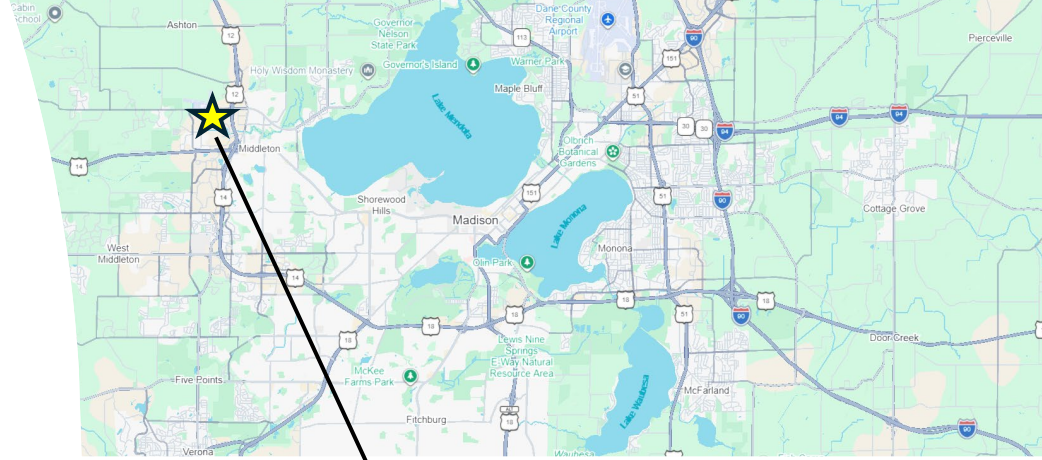 Cabin
School
Ashton
12
Governor
Nelson
State Park
Governor's Island
Holy Wisdom Monastery
113
Warner Park
Maple Bluff
Dane County
Regional
Airport
90
151
51
Pierceville
12
Lake Mendota
30
30
94
94
94
Olbrich
Botanical
Gardens
Middleton
14
14
Shorewood
Hills
151
51
90
Madison
Lake Monona
Cottage Grove
West
Middleton
Monona
Olin Park
14
18
18
51
90
18
18
18
18
Lewis Nine
Springs
E-Way Natural
Resource Area
Door Creek
McKee
Farms Park
Five Points
Lake Waubesa
McFarland
Fitchburg
ALT
18
90
Verona
Waubesa